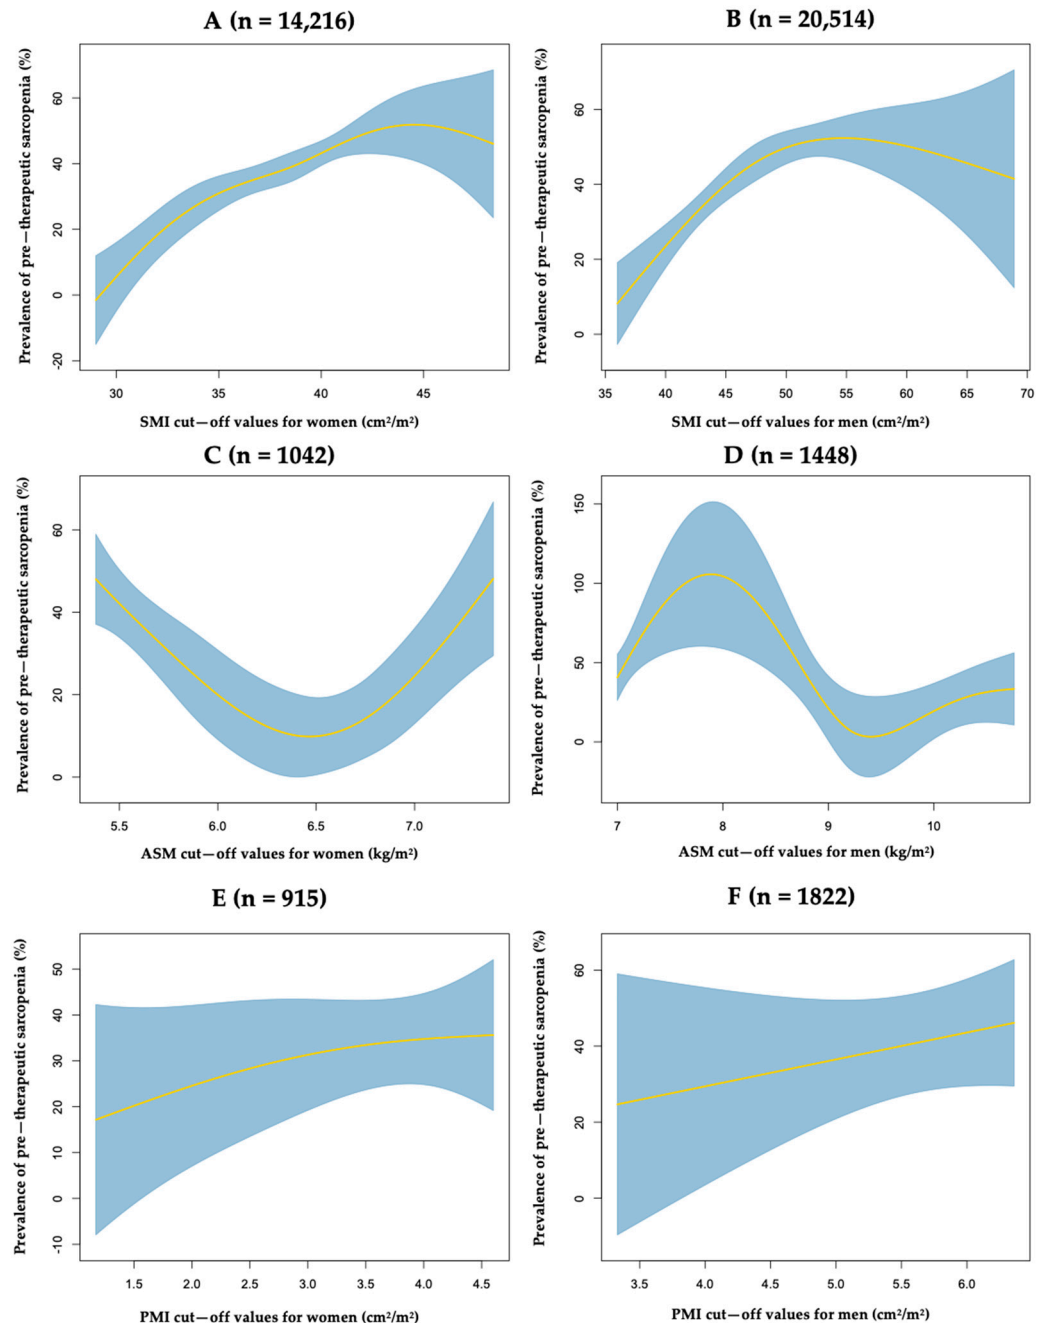 A (n = 14,216)
Prevalence of pre—therapeutic sarcopenia (%)
60
40
20
0
-20
30 35 40 45
SMI cut—off values for women (cm²/m²)
B (n = 20,514)
Prevalence of pre—therapeutic sarcopenia (%)
60
40
20
0
35 40 45 50 55 60 65 70
SMI cut—off values for men (cm²/m²)
C (n = 1042)
Prevalence of pre—therapeutic sarcopenia (%)
60
40
20
0
5.5 6.0 6.5 7.0
ASM cut—off values for women (kg/m²)
D (n = 1448)
Prevalence of pre—therapeutic sarcopenia (%)
150
100
50
0
7 8 9 10
ASM cut—off values for men (kg/m²)
E (n = 915)
Prevalence of pre—therapeutic sarcopenia (%)
50
40
30
20
10
0
-10
1.5 2.0 2.5 3.0 3.5 4.0 4.5
PMI cut—off values for women (cm²/m²)
F (n = 1822)
Prevalence of pre—therapeutic sarcopenia (%)
60
40
20
0
3.5 4.0 4.5 5.0 5.5 6.0
PMI cut—off values for men (cm²/m²)